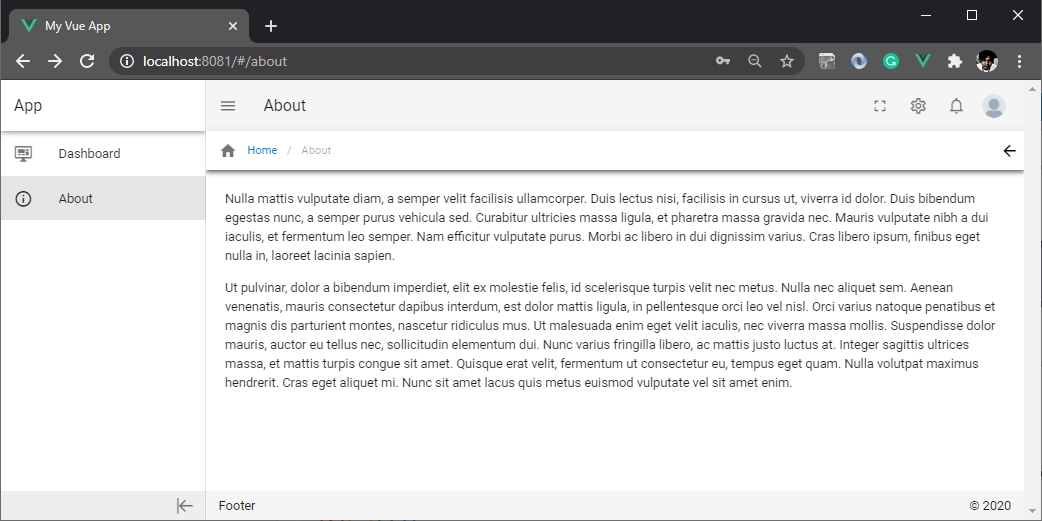 My Vue App
localhost:8081/#/about
App
About
Home / About
Dashboard
About
Nulla mattis vulputate diam, a semper velit facilisis ullamcorper. Duis lectus nisi, facilisis in cursus ut, viverra id dolor. Duis bibendum
egestas nunc, a semper purus vehicula sed. Curabitur ultricies massa ligula, et pharetra massa gravida nec. Mauris vulputate nibh a dui
iaculis, et fermentum leo semper. Nam efficitur vulputate purus. Morbi ac libero in dui dignissim varius. Cras libero ipsum, finibus eget
nulla in, laoreet lacinia sapien.
Ut pulvinar, dolor a bibendum imperdiet, elit ex molestie felis, id scelerisque turpis velit nec metus. Nulla nec aliquet sem. Aenean
venenatis, mauris consectetur dapibus interdum, est dolor mattis ligula, in pellentesque orci leo vel nisl. Orci varius natoque penatibus et
magnis dis parturient montes, nascetur ridiculus mus. Ut malesuada enim eget velit iaculis, nec viverra massa mollis. Suspendisse dolor
mauris, auctor eu tellus nec, sollicitudin elementum dui. Nunc varius fringilla libero, ac mattis justo luctus at. Integer sagittis ultrices
massa, et mattis turpis congue sit amet. Quisque erat velit, fermentum ut consectetur eu, tempus eget quam. Nulla volutpat maximus
hendrerit. Cras eget aliquet mi. Nunc sit amet lacus quis metus euismod vulputate vel sit amet enim.
Footer
© 2020